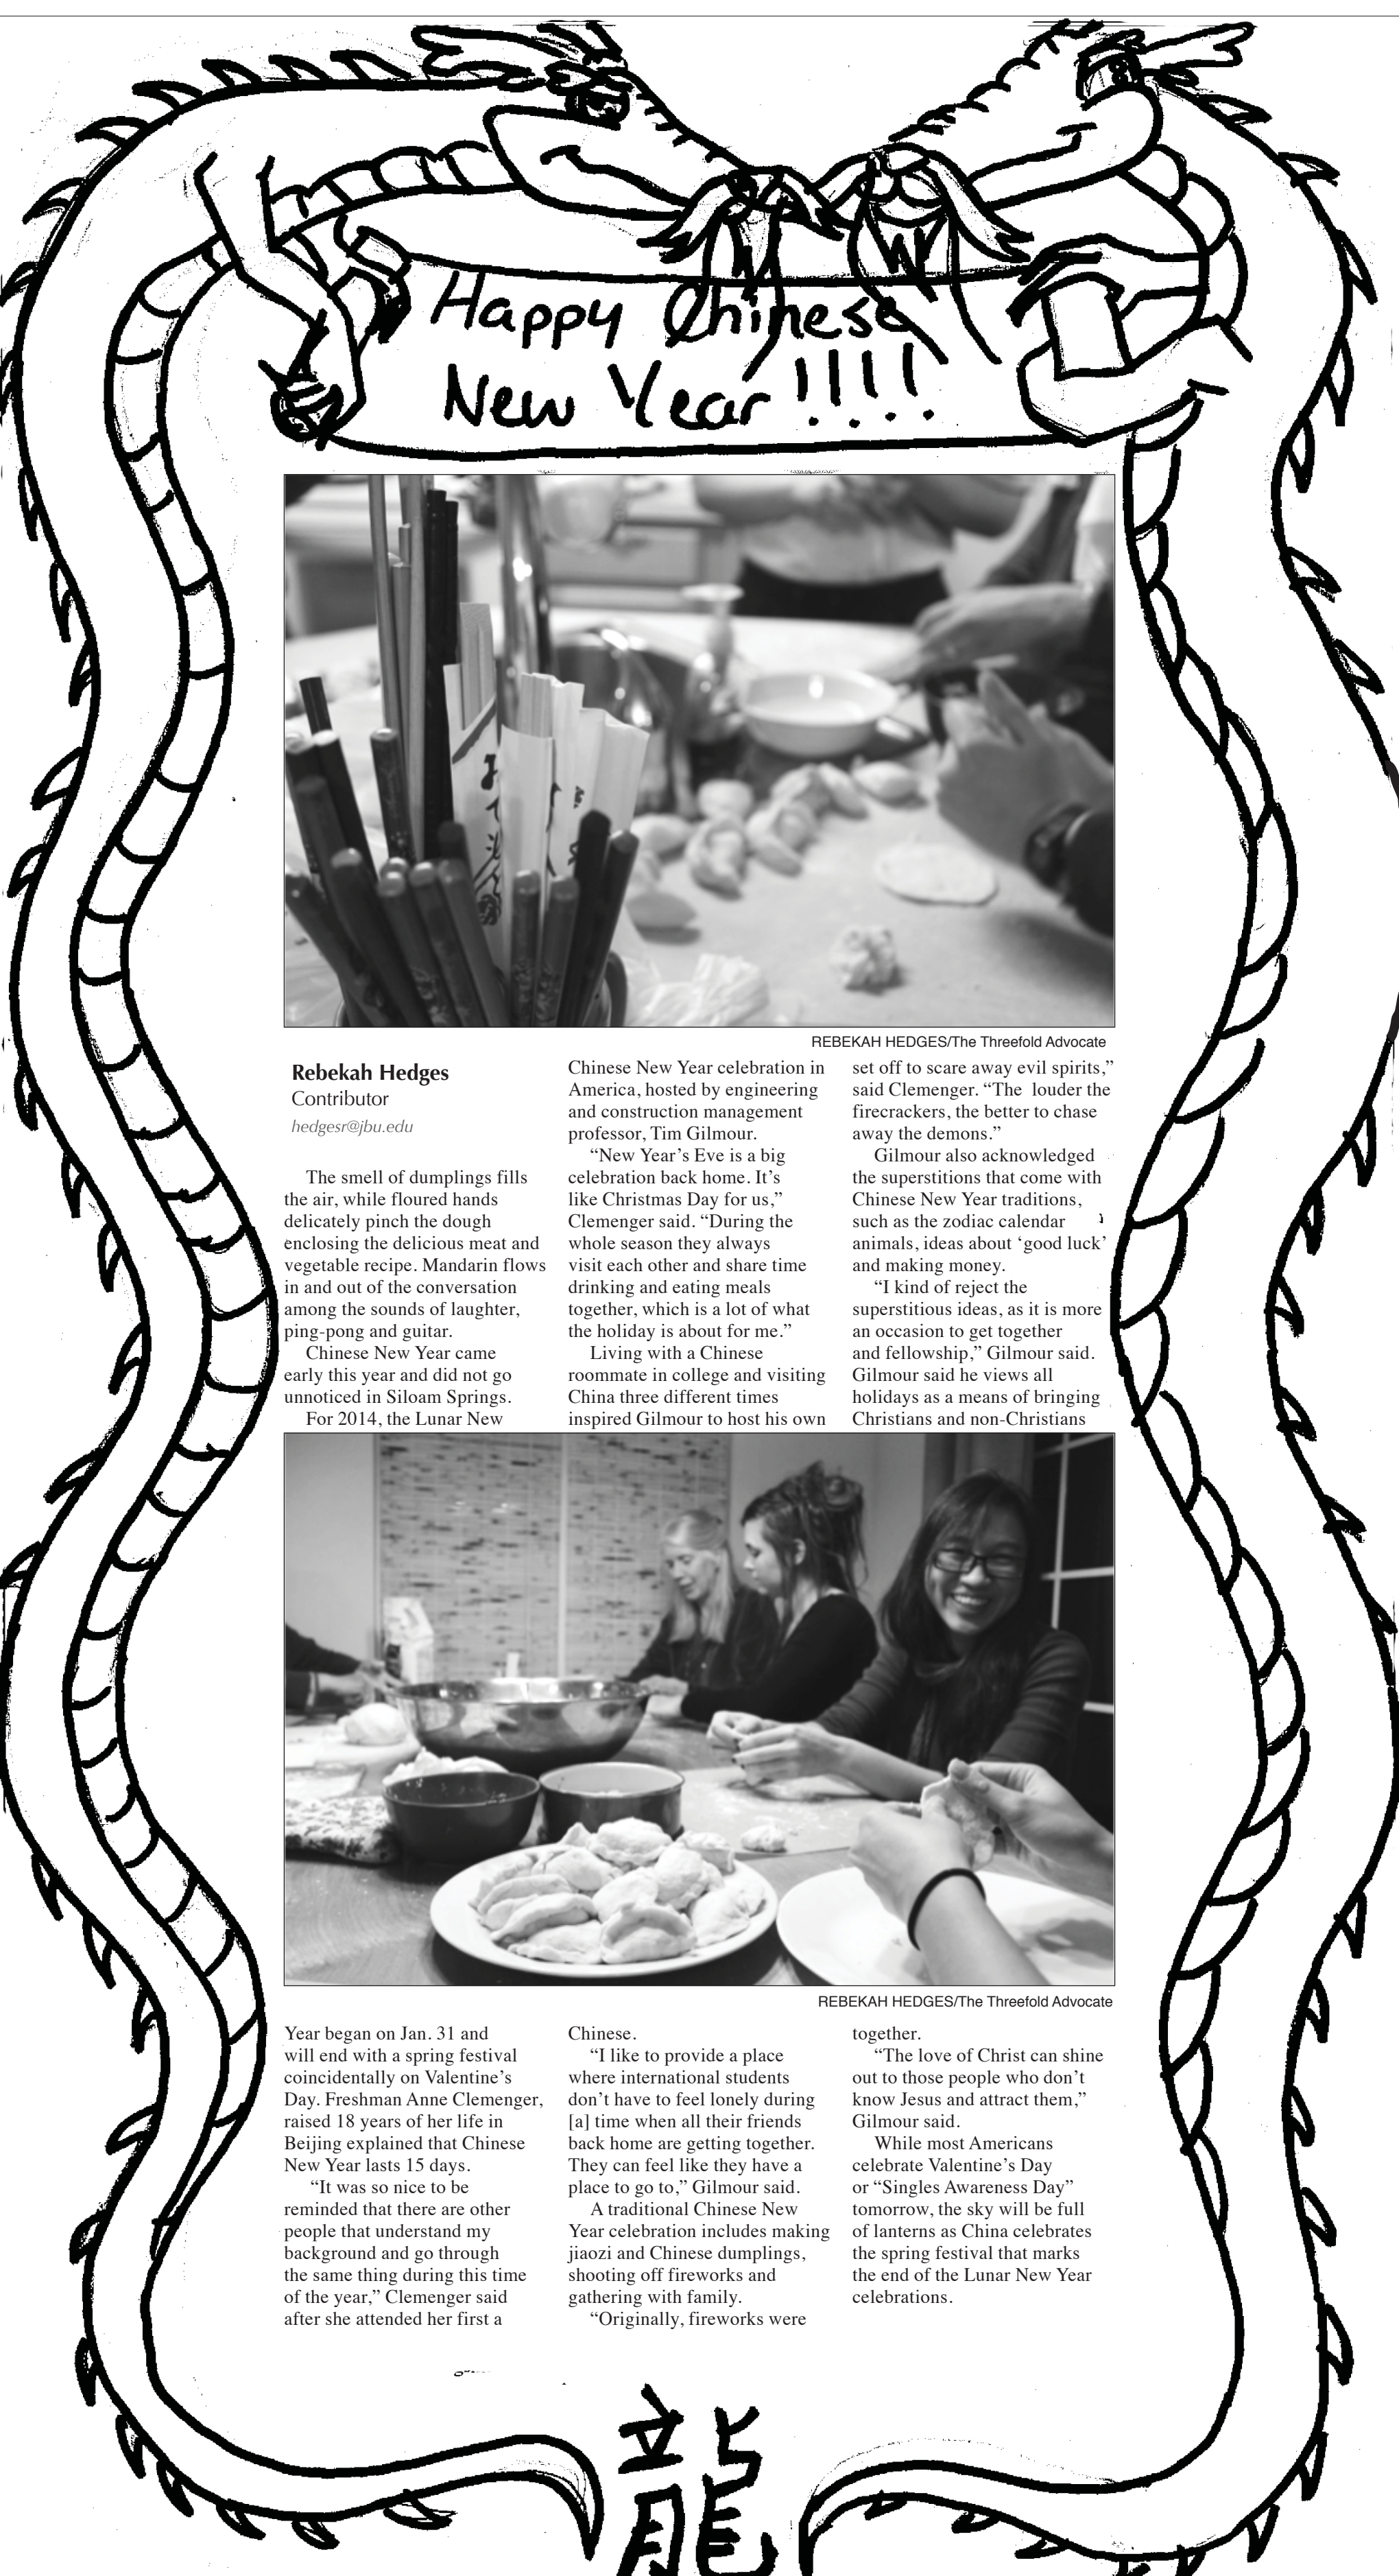 Happy Chinese
New Year!!!!
REBEKAH HEDGES/The Threefold Advocate
Rebekah Hedges
Contributor
hedgesr@jbu.edu
The smell of dumplings fills
the air, while floured hands
delicately pinch the dough
enclosing the delicious meat and
vegetable recipe. Mandarin flows
in and out of the conversation
among the sounds of laughter,
ping-pong and guitar.
Chinese New Year came
early this year and did not go
unnoticed in Siloam Springs.
For 2014, the Lunar New
Year began on Jan. 31 and
will end with a spring festival
coincidentally on Valentine’s
Day. Freshman Anne Clemenger,
raised 18 years of her life in
Beijing explained that Chinese
New Year lasts 15 days.
“It was so nice to be
reminded that there are other
people that understand my
background and go through
the same thing during this time
of the year,” Clemenger said
after she attended her first a
Chinese New Year celebration in
America, hosted by engineering
and construction management
professor, Tim Gilmour.
“New Year’s Eve is a big
celebration back home. It’s
like Christmas Day for us,”
Clemenger said. “During the
whole season they always
visit each other and share time
drinking and eating meals
together, which is a lot of what
the holiday is about for me.”
Living with a Chinese
roommate in college and visiting
China three different times
inspired Gilmour to host his own
Chinese.
“I like to provide a place
where international students
don’t have to feel lonely during
[a] time when all their friends
back home are getting together.
They can feel like they have a
place to go to,” Gilmour said.
A traditional Chinese New
Year celebration includes making
jiaozi and Chinese dumplings,
shooting off fireworks and
gathering with family.
“Originally, fireworks were
set off to scare away evil spirits,”
said Clemenger. “The louder the
firecrackers, the better to chase
away the demons.”
Gilmour also acknowledged
the superstitions that come with
Chinese New Year traditions,
such as the zodiac calendar
animals, ideas about ‘good luck’
and making money.
“I kind of reject the
superstitious ideas, as it is more
an occasion to get together
and fellowship,” Gilmour said.
Gilmour said he views all
holidays as a means of bringing
Christians and non-Christians
together.
“The love of Christ can shine
out to those people who don’t
know Jesus and attract them,”
Gilmour said.
While most Americans
celebrate Valentine’s Day
or “Singles Awareness Day”
tomorrow, the sky will be full
of lanterns as China celebrates
the spring festival that marks
the end of the Lunar New Year
celebrations.
REBEKAH HEDGES/The Threefold Advocate
龍